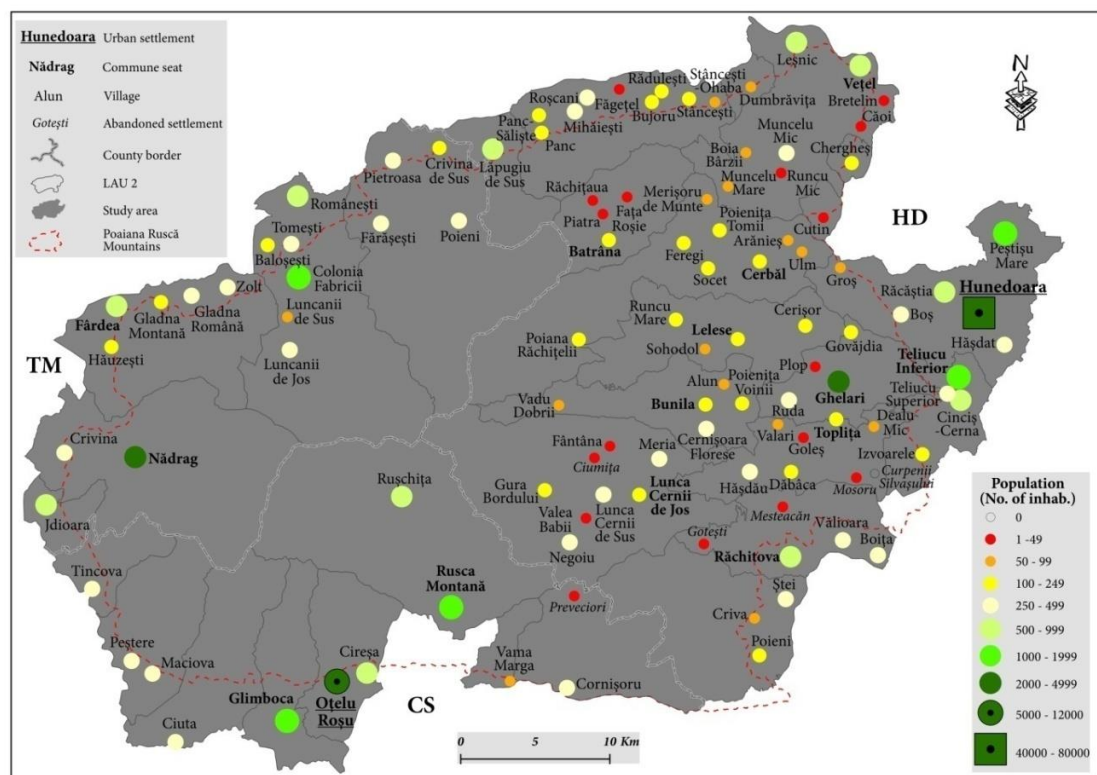 Hunedoara Urban settlement
Nădrag Commune seat
Alun Village
Gotești Abandoned settlement
County border
LAU 2
Study area
Poaiana Ruscă
Mountains
N
Leșnic
Vețel
Bretelim
Căoi
Stâncești
-Ohaba
Rădulești
Roșcani
Făgețel
Bujoru
Stâncești
Dumbrăvița
Mihăiești
Panc-
Săliște
Panc
Muncelu
Mic
Chergheș
Boia
Bârzii
Crivina
de Sus
Lăpugiu
de Sus
Pietroasa
Muncelu
Mare
Runcu
Mic
Românești
Răchițaua
Merișoru
de Munte
Fața
Roșie
Piatra
Cutin
HD
Tomești
Fărășești
Poieni
Poienița
Tomii
Arănieș
Batrâna
Baloșești
Feregi
Cerbăl
Ulm
Peștișu
Mare
Socet
Groș
Colonia
Fabricii
Zolt
Răcăștia
Hunedoara
Luncanii
de Sus
Gladna
Română
Gladna
Montană
Fârdea
Boș
Runcu
Mare
Cerișor
Lelese
Hăuzești
Poiana
Răchițelii
Govăjdia
Hășdat
Sohodol
Luncanii
de Jos
TM
Teliucu
Inferior
Plop
Alun
Poienița
Voinii
Ghelari
Teliucu
Superior
Vadu
Dobrii
Bunila
Ruda
Dealu
Mic
Cinciș
-Cerna
Toplița
Valari
Cernișoara
Florese
Crivina
Fântâna
Meria
Goleș
Izvoarele
Nădrag
Ciumița
Curpenii
Silvașului
Rușchița
Hășdău
Dăbâca
Mosoru
Gura
Bordului
Lunca
Cernii
de Jos
Valea
Babii
Lunca
Cernii
de Sus
Mesteacăn
Jdioara
Vălioara
Gotești
Boița
Negoiu
Răchitova
Rusca
Montană
Tincova
Ștei
Preveciori
Criva
Peștere
Poieni
Maciova
Cireșa
Vama
Marga
Glimboca
Oțelu
Roșu
CS
Cornișoru
Ciuta
0 5 10 Km
Population
(No. of inhab.)
0
1 -49
50 - 99
100 - 249
250 - 499
500 - 999
1000 - 1999
2000 - 4999
5000 - 12000
40000 - 80000